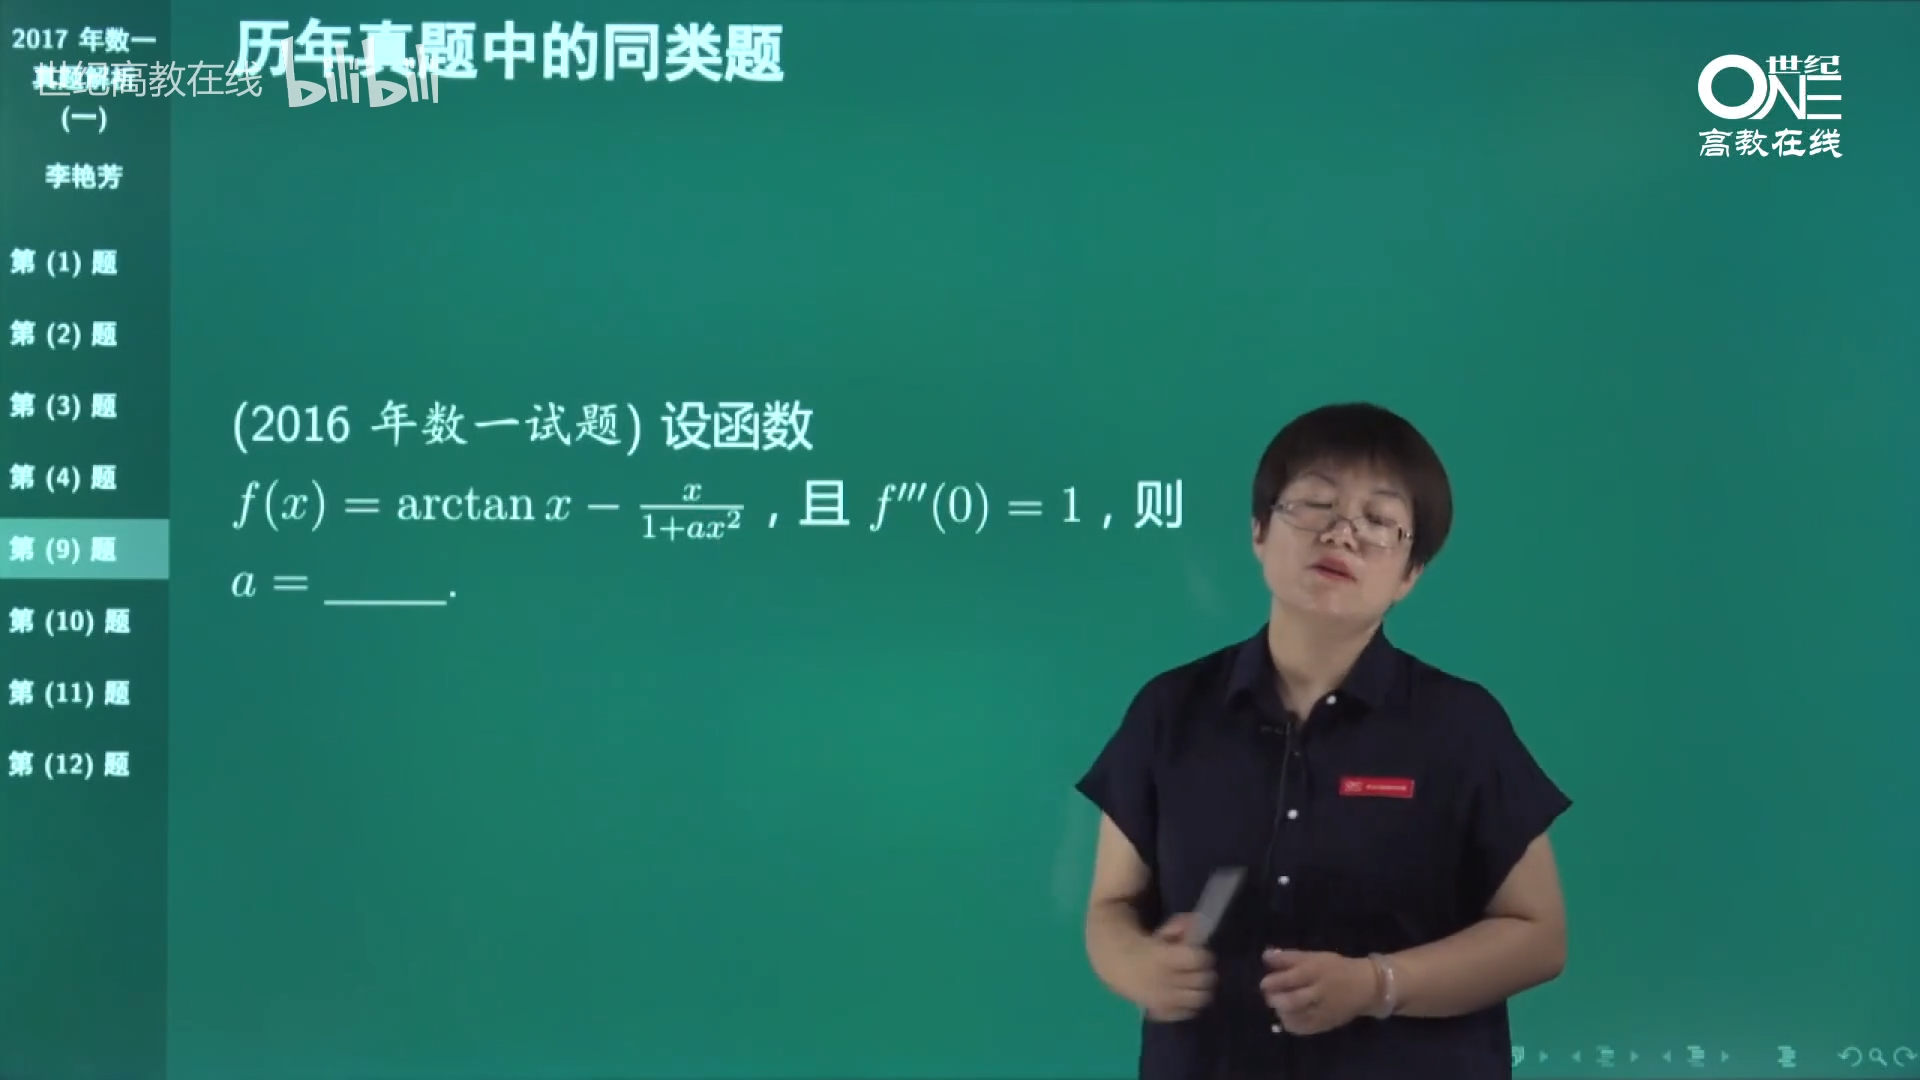 2017 年数一
真题解析
(一)
李艳芳
第 (1) 题
第 (2) 题
第 (3) 题
第 (4) 题
第 (9) 题
第 (10) 题
第 (11) 题
第 (12) 题
世纪高教在线 bilibili
历年真题中的同类题
世纪
ONE
高教在线
(2016 年数一试题) 设函数
f(x) = arctan x − x/(1+ax²) , 且 f′′′(0) = 1 , 则
a = _____.